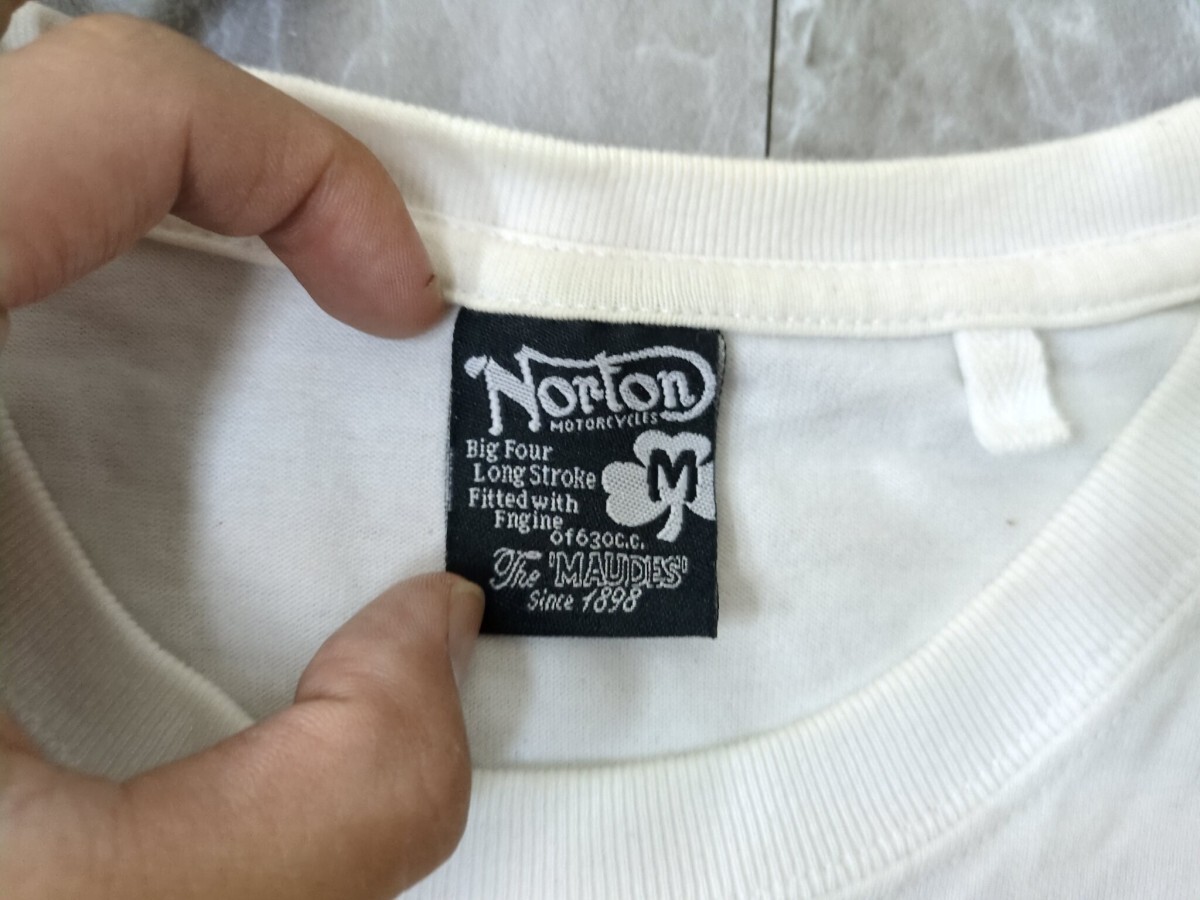 Norton
MOTORCYCLES
Big Four
Long Stroke
M
Fitted with
Fngine
of 630c.c.
The 'MAUDES'
Since 1898